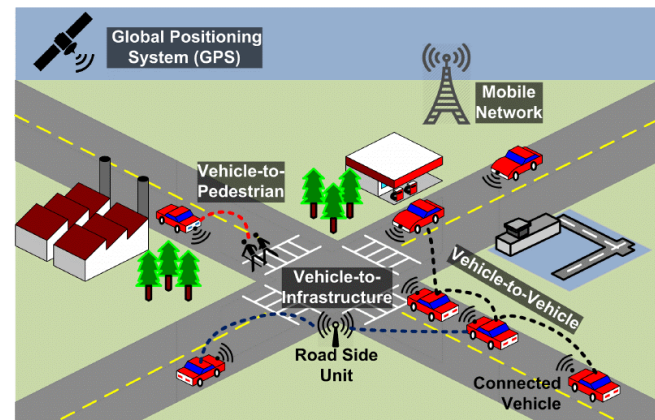 Global Positioning
System (GPS)
Mobile
Network
Vehicle-to-
Pedestrian
Vehicle-to-
Infrastructure
Vehicle-to-Vehicle
Road Side
Unit
Connected
Vehicle